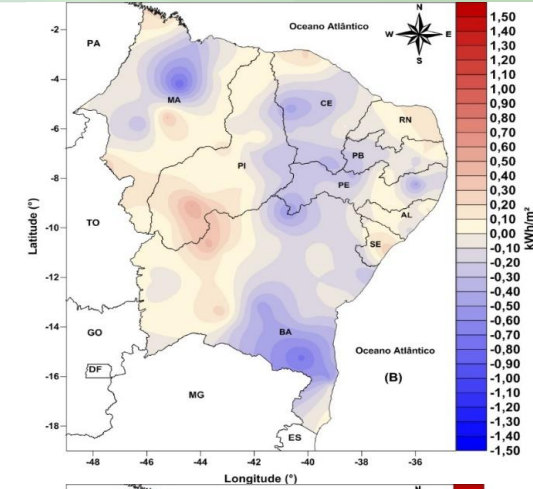 Oceano Atlântico
N
W E
S
PA
MA
CE
RN
PI
PB
PE
AL
TO
SE
BA
GO
DF
MG
ES
Oceano Atlântico
(B)
-2
-4
-6
-8
-10
-12
-14
-16
-18
Latitude (°)
-48 -46 -44 -42 -40 -38 -36
Longitude (°)
1,50
1,40
1,30
1,20
1,10
1,00
0,90
0,80
0,70
0,60
0,50
0,40
0,30
0,20
0,10
0,00
-0,10
-0,20
-0,30
-0,40
-0,50
-0,60
-0,70
-0,80
-0,90
-1,00
-1,10
-1,20
-1,30
-1,40
-1,50
kWh/m²
N